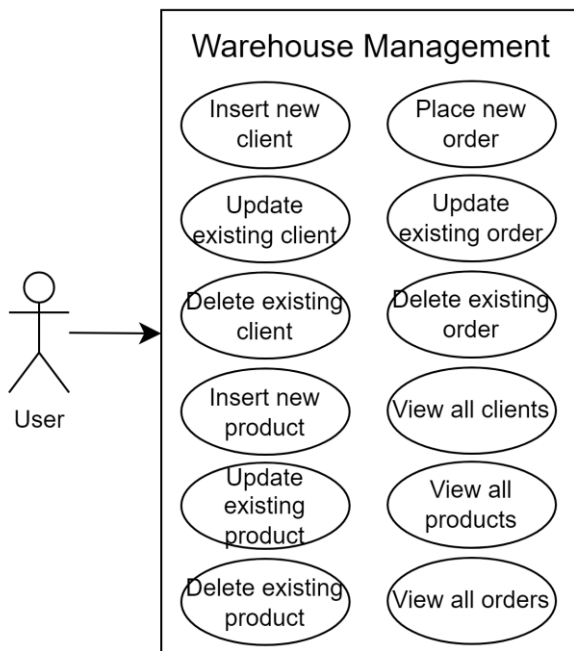 Warehouse Management
Insert new
client
Place new
order
Update
existing client
Update
existing order
Delete existing
client
Delete existing
order
Insert new
product
View all clients
Update
existing
product
View all
products
Delete existing
product
View all orders
User